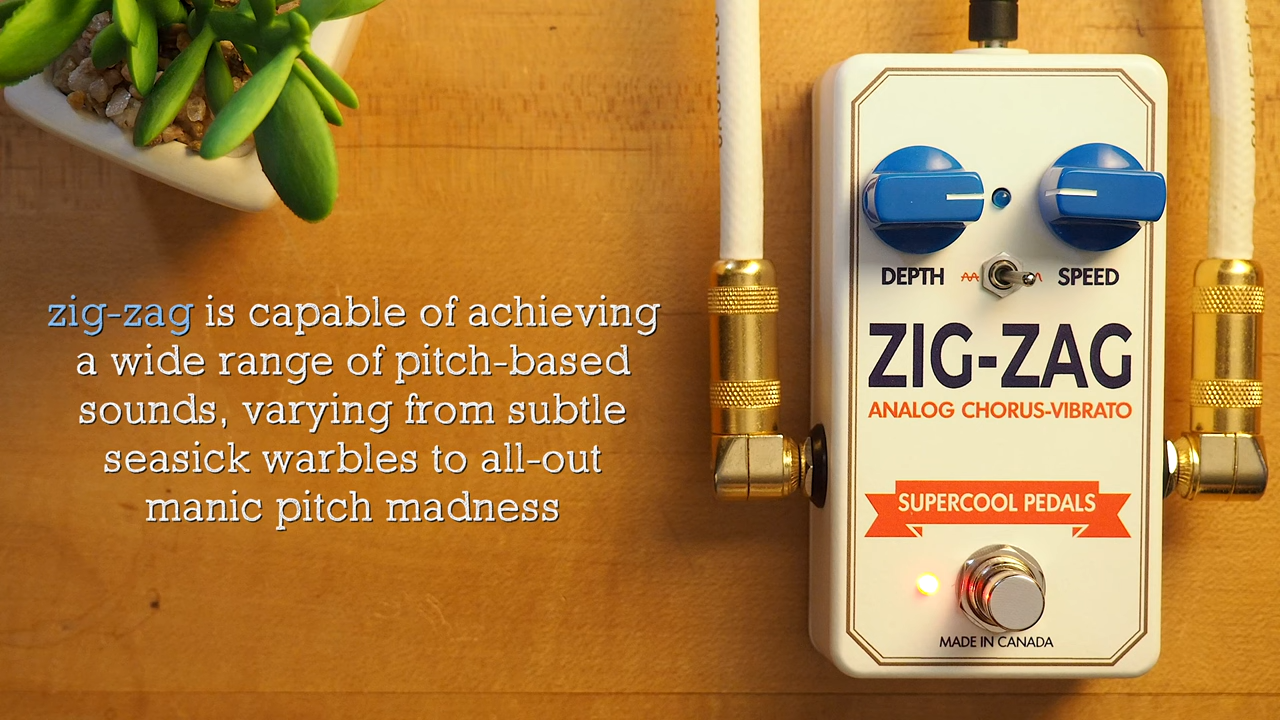 zig-zag is capable of achieving
a wide range of pitch-based
sounds, varying from subtle
seasick warbles to all-out
manic pitch madness
DEPTH
SPEED
ZIG-ZAG
ANALOG CHORUS-VIBRATO
SUPERCOOL PEDALS
MADE IN CANADA